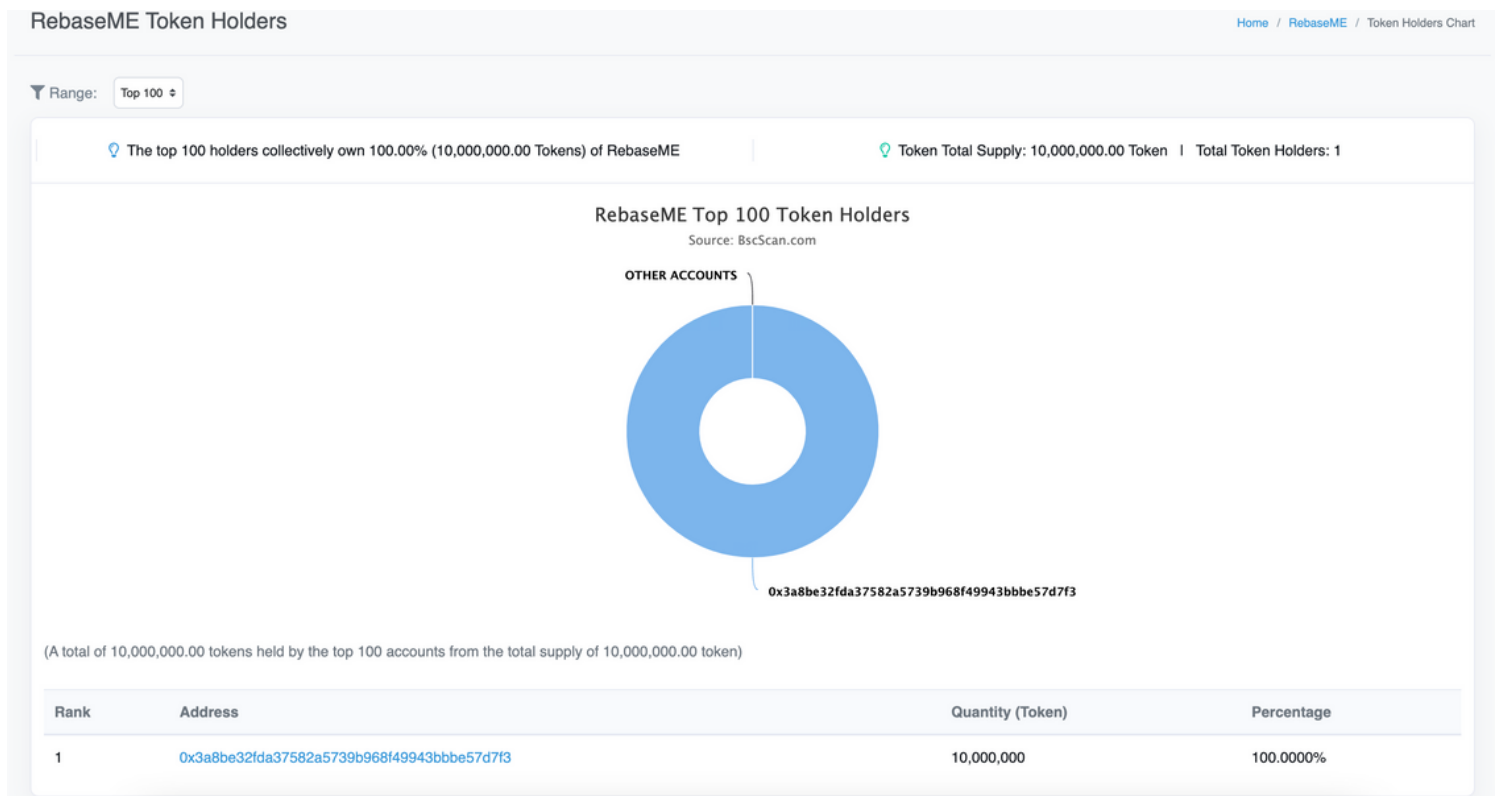 RebaseME Token Holders
Home / RebaseME / Token Holders Chart
Range: Top 100
The top 100 holders collectively own 100.00% (10,000,000.00 Tokens) of RebaseME
Token Total Supply: 10,000,000.00 Token | Total Token Holders: 1
RebaseME Top 100 Token Holders
Source: BscScan.com
OTHER ACCOUNTS
0x3a8be32fda37582a5739b968f49943bbbe57d7f3
(A total of 10,000,000.00 tokens held by the top 100 accounts from the total supply of 10,000,000.00 token)
Rank Address Quantity (Token) Percentage
1 0x3a8be32fda37582a5739b968f49943bbbe57d7f3 10,000,000 100.0000%